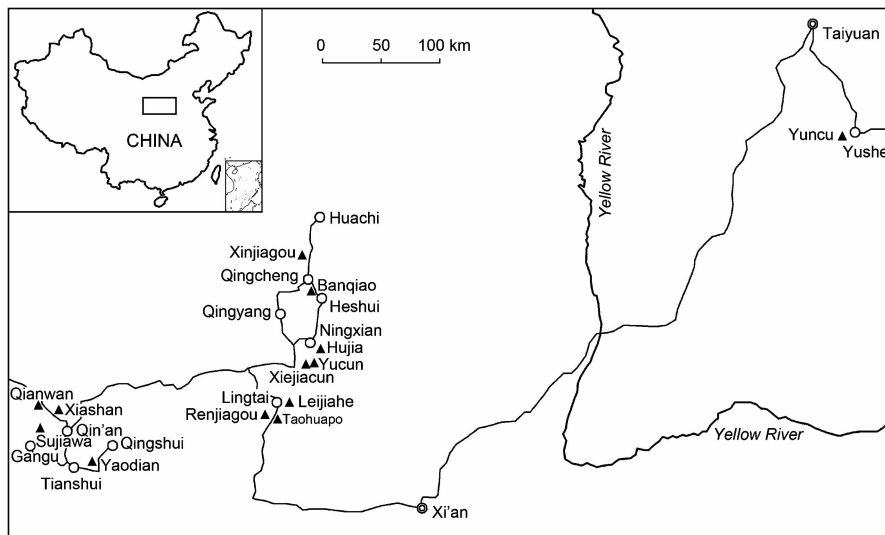 0 50 100 km
Taiyuan
CHINA
Yuncu
Yushe
Yellow River
Huachi
Xinjiagou
Qingcheng
Banqiao
Heshui
Qingyang
Ningxian
Hujia
Yucun
Xiejiacun
Qianwan
Xiashan
Lingtai
Leijiahe
Renjiagou
Taohuapo
Qin'an
Sujiawa
Qingshui
Gangu
Yaodian
Tianshui
Yellow River
Xi'an